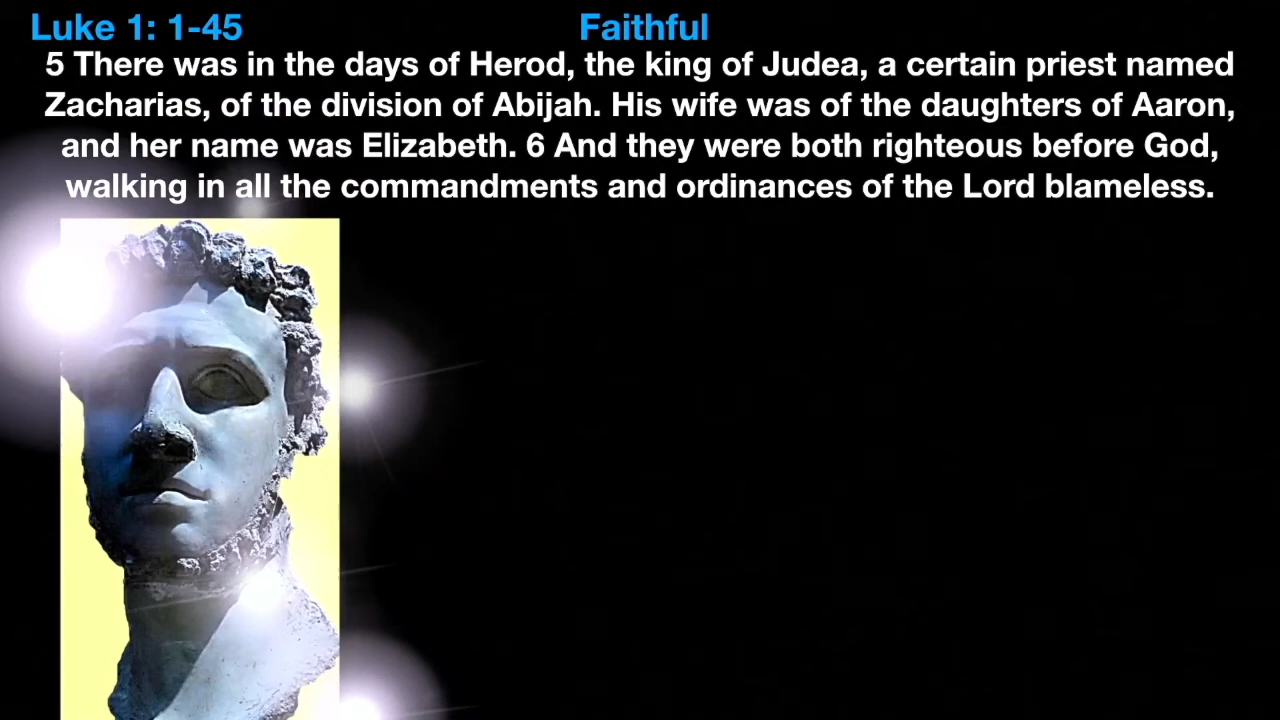 Luke 1: 1-45 Faithful
5 There was in the days of Herod, the king of Judea, a certain priest named
Zacharias, of the division of Abijah. His wife was of the daughters of Aaron,
and her name was Elizabeth. 6 And they were both righteous before God,
walking in all the commandments and ordinances of the Lord blameless.